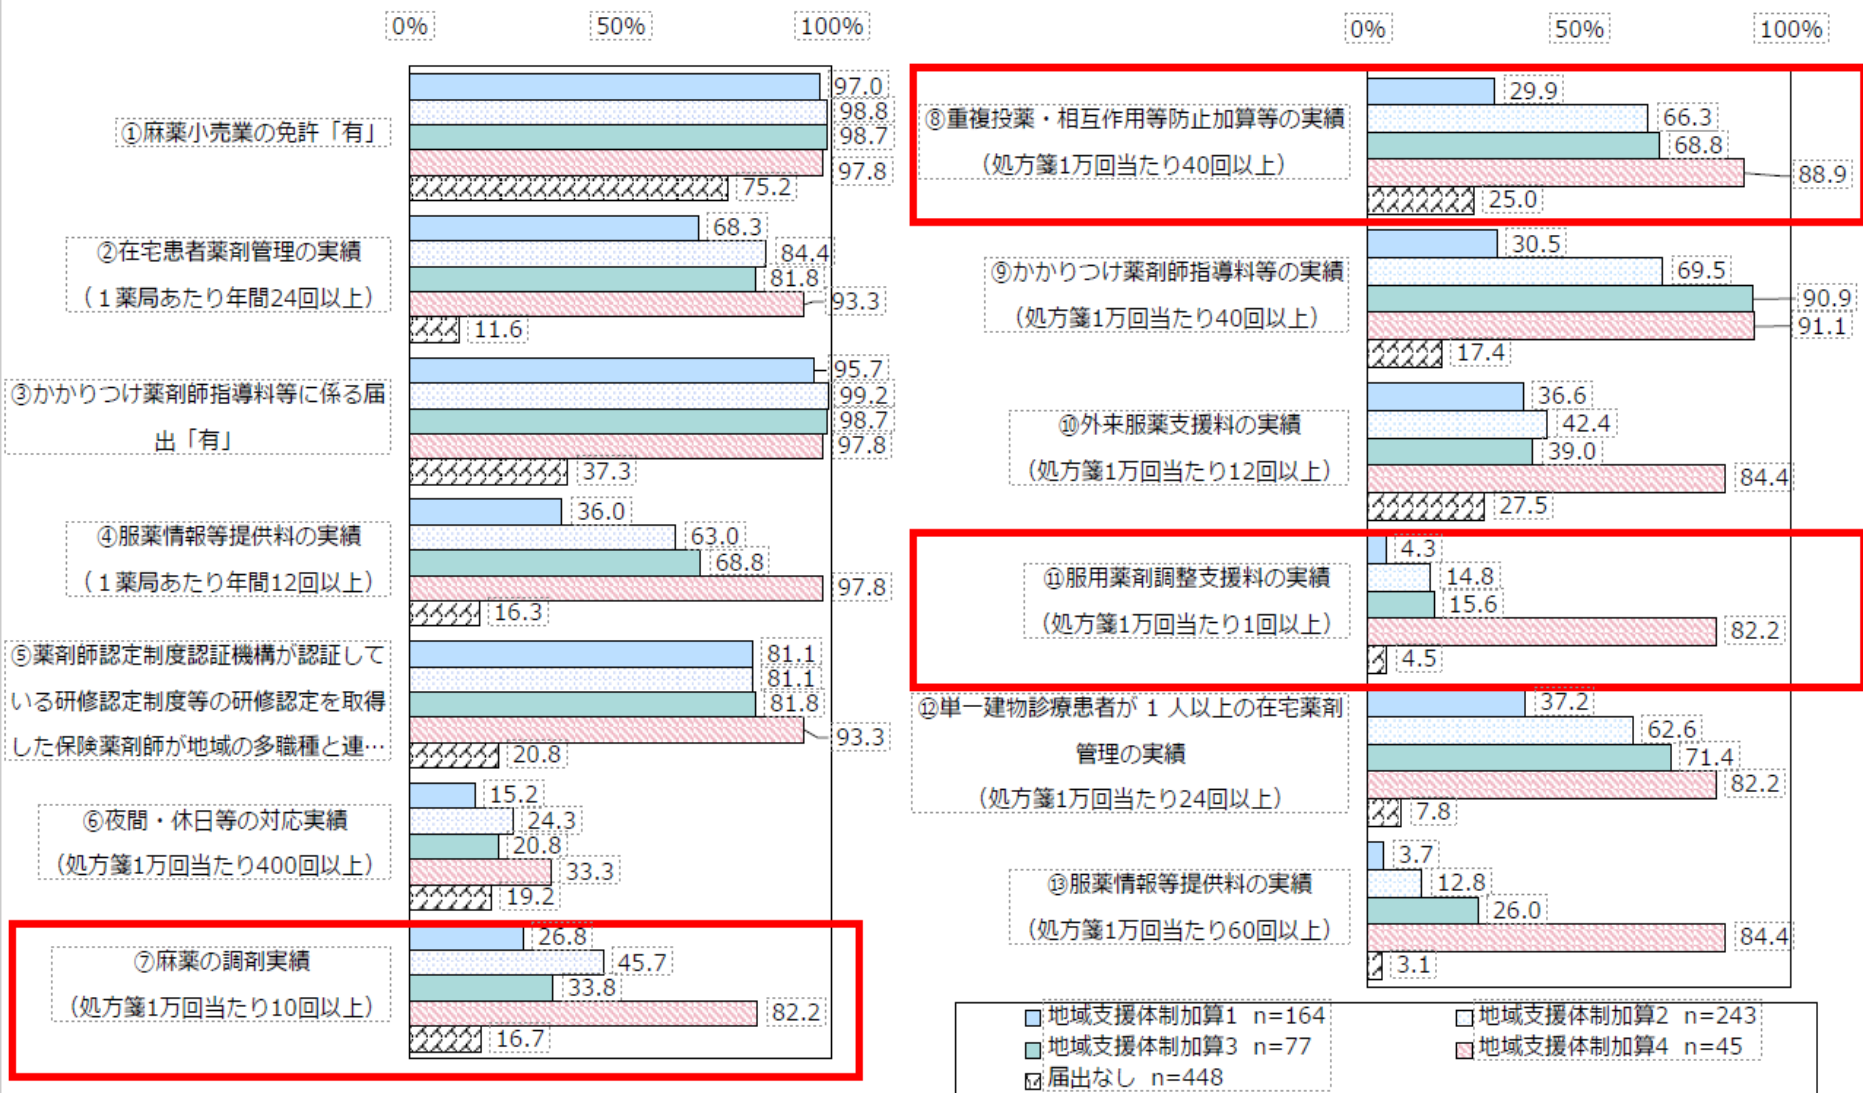 0%
50%
100%
①麻薬小売業の免許「有」
97.0
98.8
98.7
97.8
75.2
②在宅患者薬剤管理の実績
（１薬局あたり年間24回以上）
68.3
84.4
81.8
93.3
11.6
③かかりつけ薬剤師指導料等に係る届
出「有」
95.7
99.2
98.7
97.8
37.3
④服薬情報等提供料の実績
（１薬局あたり年間12回以上）
36.0
63.0
68.8
97.8
16.3
⑤薬剤師認定制度認証機構が認証して
いる研修認定制度等の研修認定を取得
した保険薬剤師が地域の多職種と連…
81.1
81.1
81.8
93.3
20.8
⑥夜間・休日等の対応実績
（処方箋1万回当たり400回以上）
15.2
24.3
20.8
33.3
19.2
⑦麻薬の調剤実績
（処方箋1万回当たり10回以上）
26.8
45.7
33.8
82.2
16.7
0%
50%
100%
⑧重複投薬・相互作用等防止加算等の実績
（処方箋1万回当たり40回以上）
29.9
66.3
68.8
88.9
25.0
⑨かかりつけ薬剤師指導料等の実績
（処方箋1万回当たり40回以上）
30.5
69.5
90.9
91.1
17.4
⑩外来服薬支援料の実績
（処方箋1万回当たり12回以上）
36.6
42.4
39.0
84.4
27.5
⑪服用薬剤調整支援料の実績
（処方箋1万回当たり1回以上）
4.3
14.8
15.6
82.2
4.5
⑫単一建物診療患者が 1 人以上の在宅薬剤
管理の実績
（処方箋1万回当たり24回以上）
37.2
62.6
71.4
82.2
7.8
⑬服薬情報等提供料の実績
（処方箋1万回当たり60回以上）
3.7
12.8
26.0
84.4
3.1
地域支援体制加算1 n=164
地域支援体制加算2 n=243
地域支援体制加算3 n=77
地域支援体制加算4 n=45
届出なし n=448